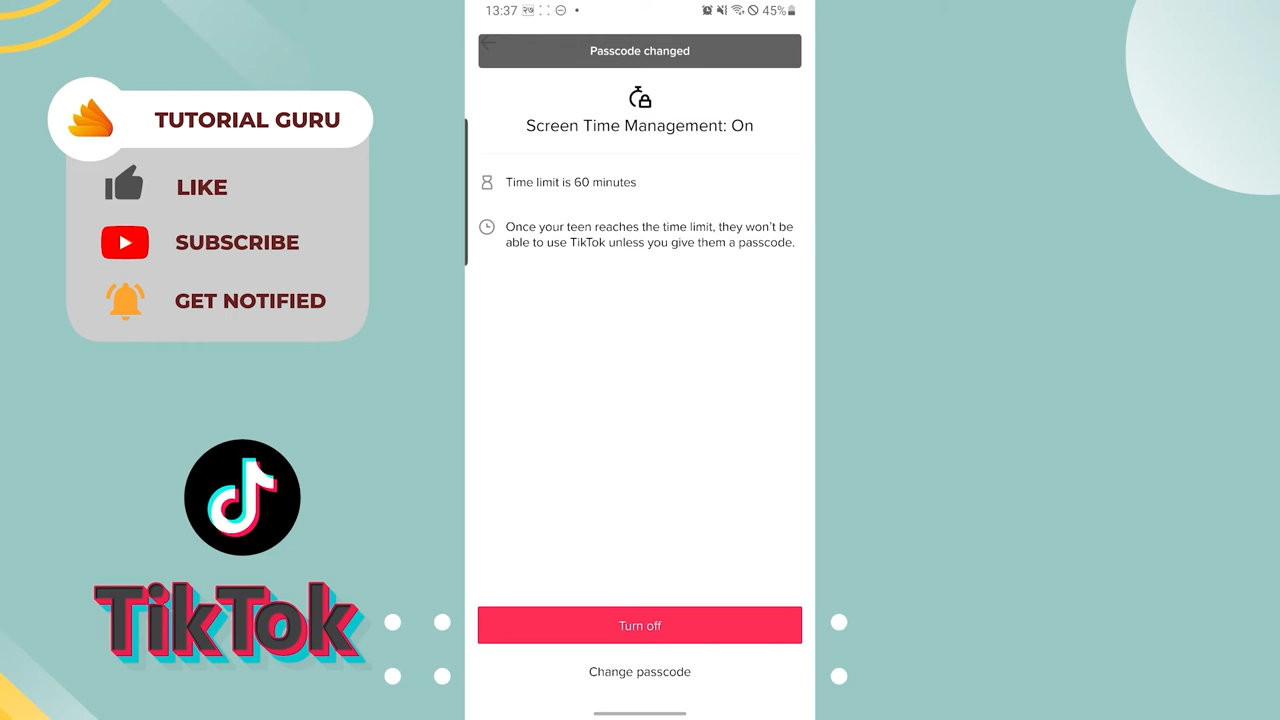 13:37
45%
Passcode changed
TUTORIAL GURU
LIKE
SUBSCRIBE
GET NOTIFIED
Screen Time Management: On
Time limit is 60 minutes
Once your teen reaches the time limit, they won't be
able to use TikTok unless you give them a passcode.
TikTok
Turn off
Change passcode